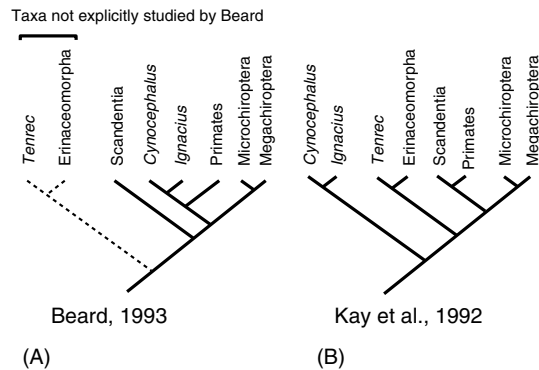 Taxa not explicitly studied by Beard
Tenrec
Erinaceomorpha
Scandentia
Cynocephalus
Ignacius
Primates
Microchiroptera
Megachiroptera
Cynocephalus
Ignacius
Tenrec
Erinaceomorpha
Scandentia
Primates
Microchiroptera
Megachiroptera
Beard, 1993
Kay et al., 1992
(A)
(B)